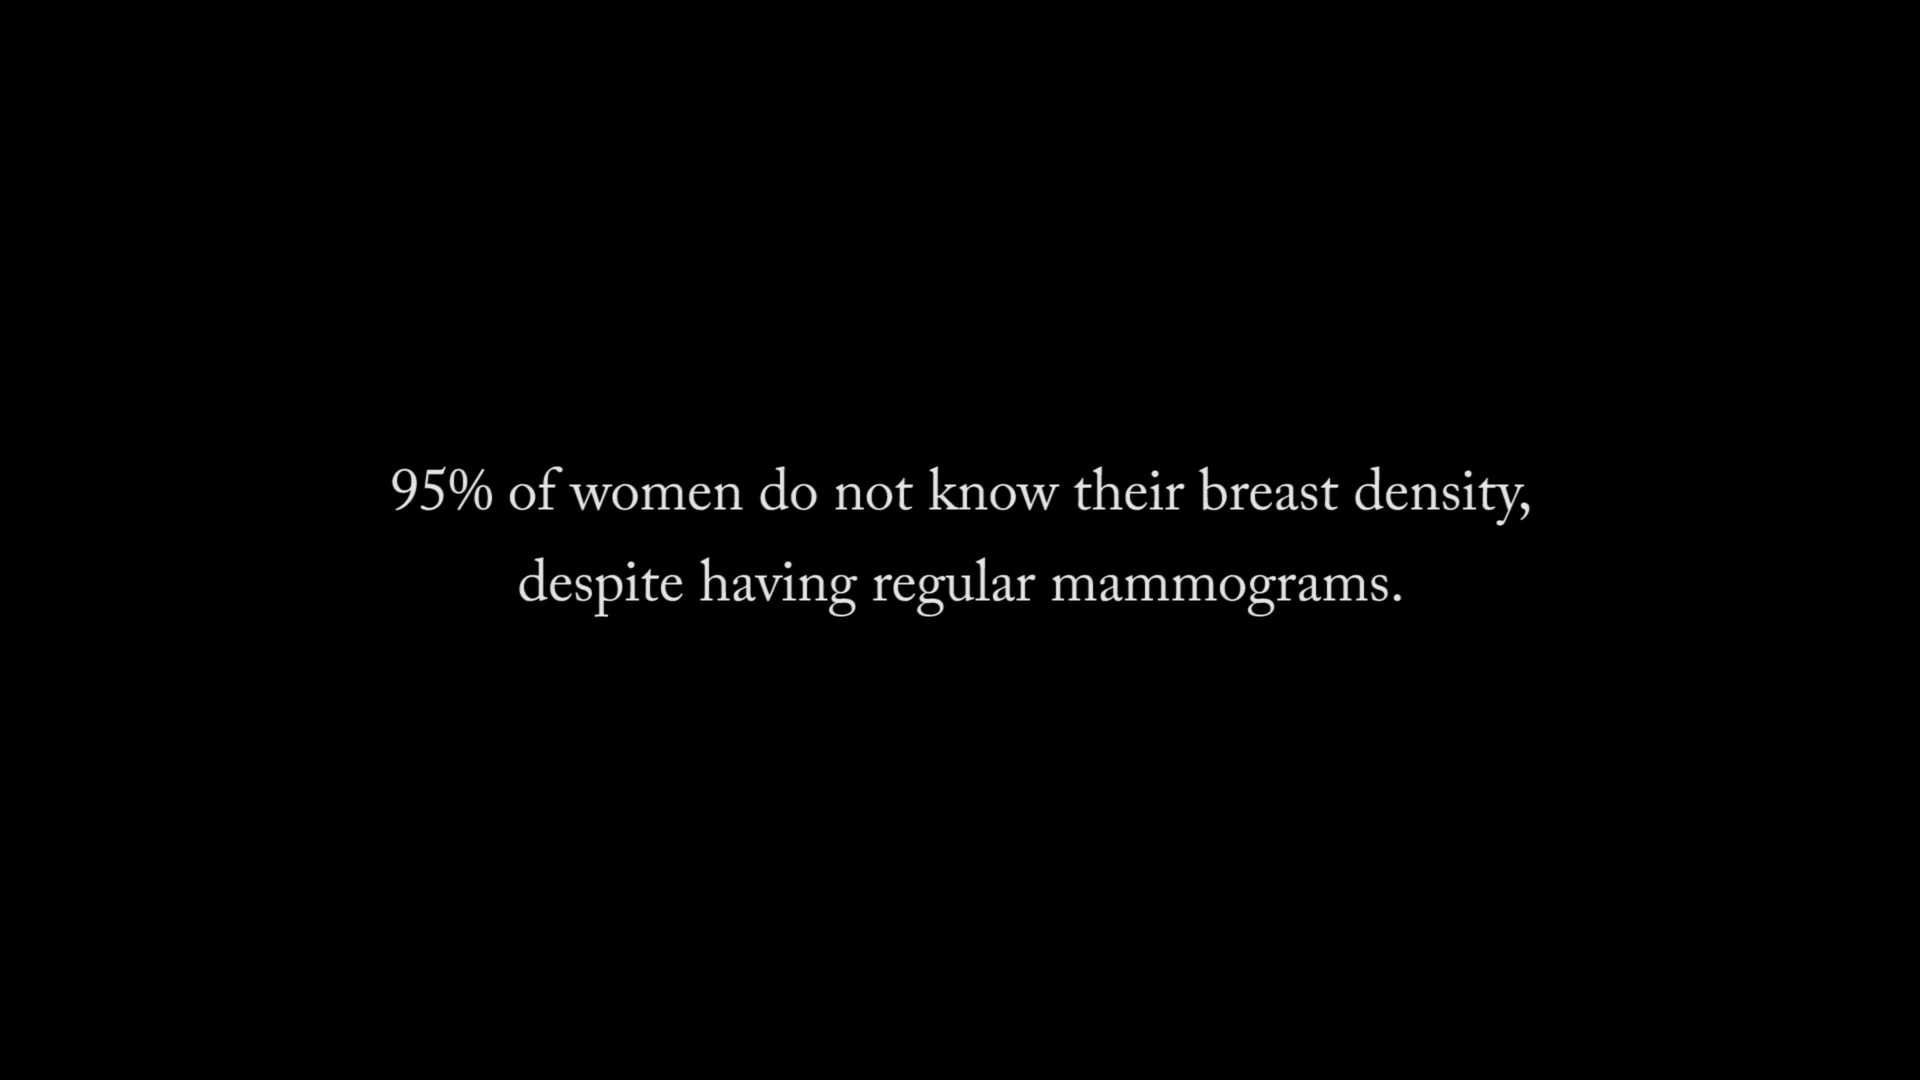 95% of women do not know their breast density,
despite having regular mammograms.